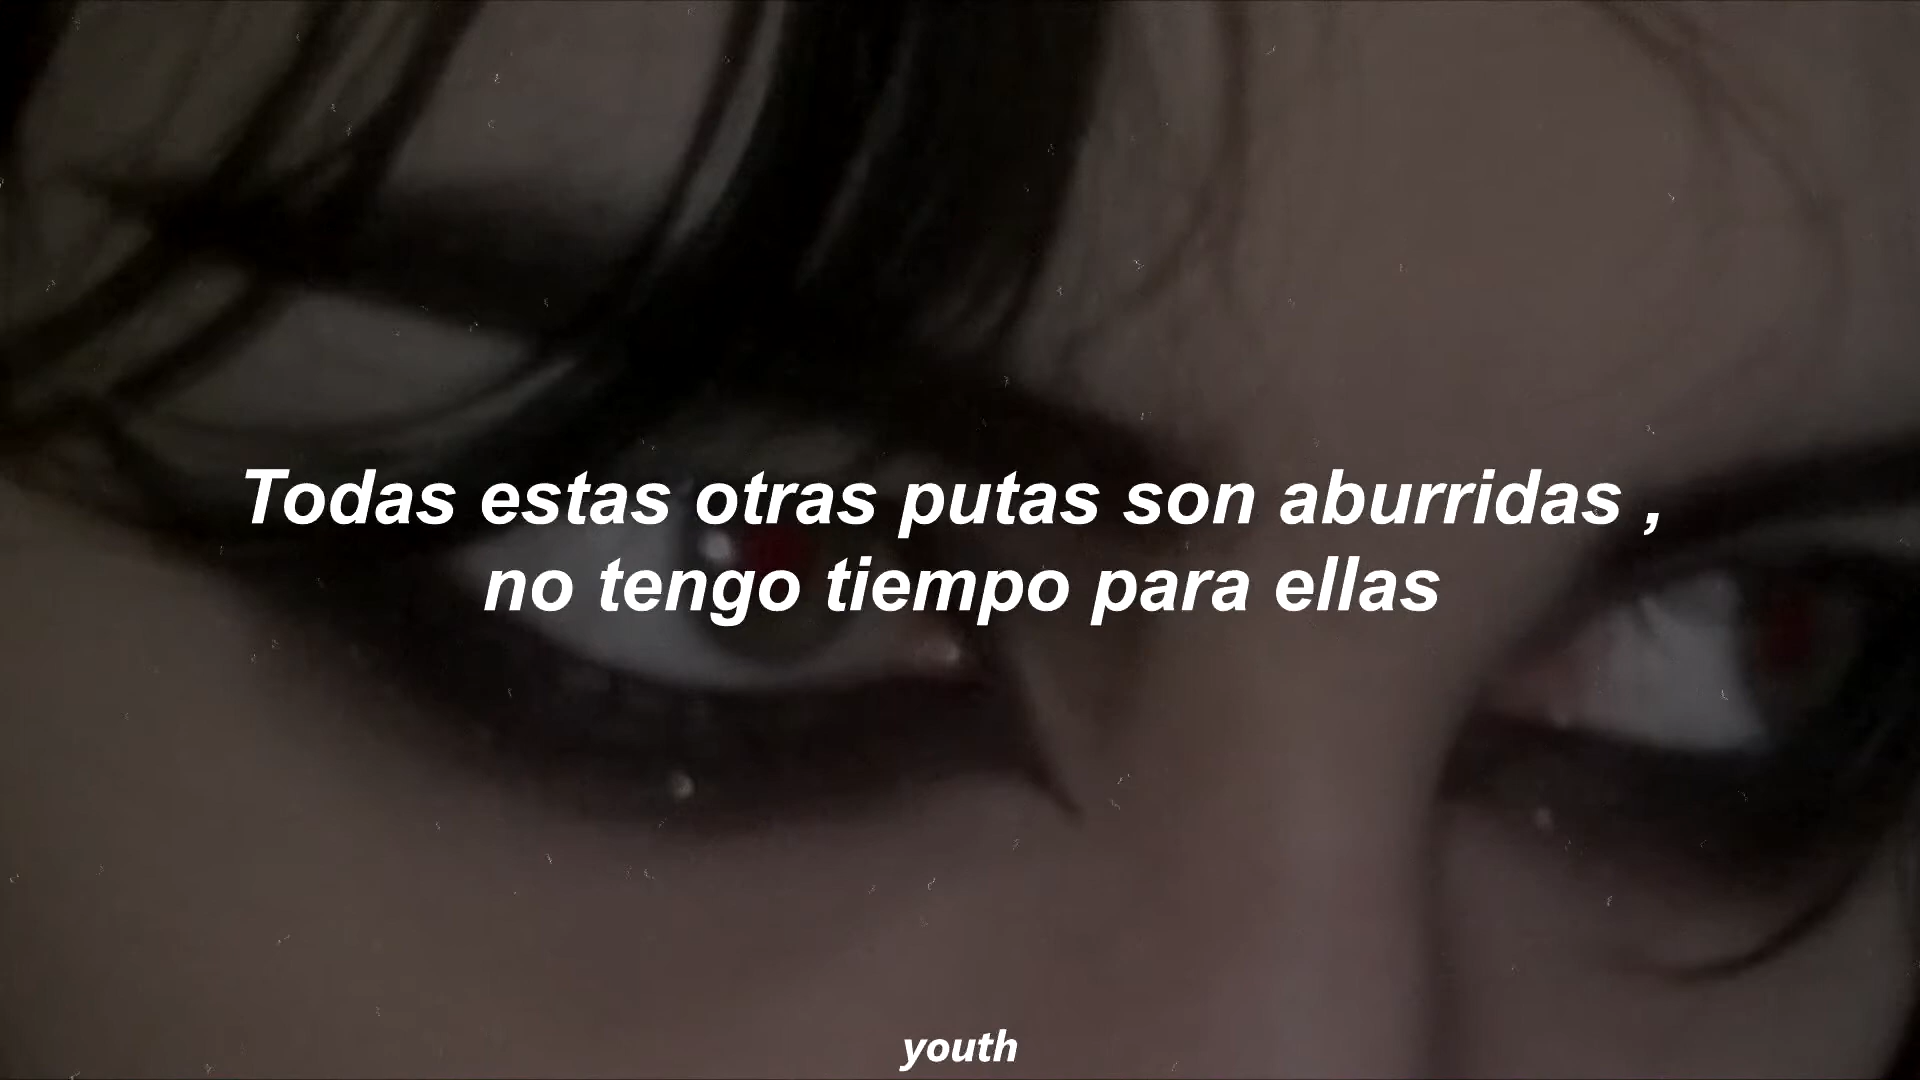 Todas estas otras putas son aburridas ,
no tengo tiempo para ellas
youth